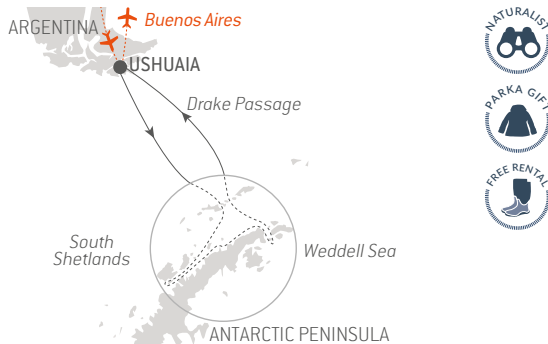 ARGENTINA
Buenos Aires
USHUAIA
Drake Passage
South
Shetlands
Weddell Sea
ANTARCTIC PENINSULA
NATURALIST
PARKA GIFT
FREE RENTAL